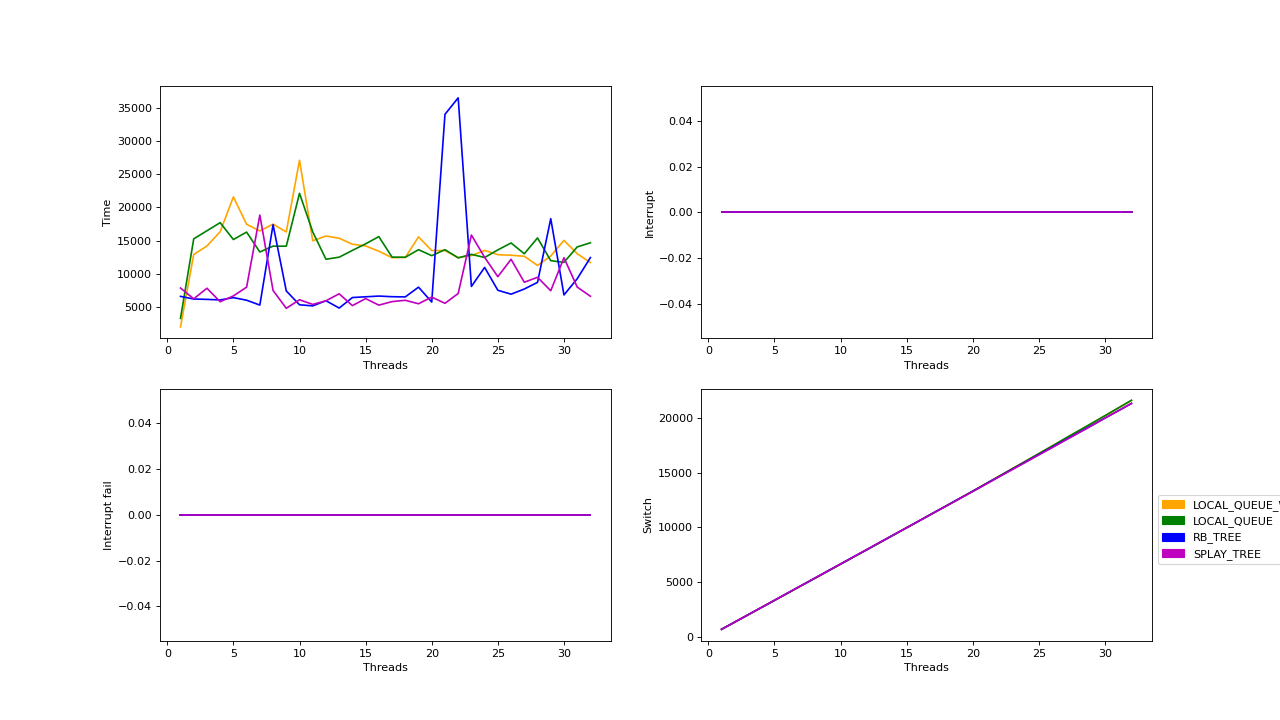 35000
30000
25000
20000
15000
10000
5000
Time
0 5 10 15 20 25 30
Threads
0.04
0.02
0.00
−0.02
−0.04
Interrupt
0 5 10 15 20 25 30
Threads
0.04
0.02
0.00
−0.02
−0.04
Interrupt fail
0 5 10 15 20 25 30
Threads
20000
15000
10000
5000
0
Switch
0 5 10 15 20 25 30
Threads
LOCAL_QUEUE_
LOCAL_QUEUE
RB_TREE
SPLAY_TREE